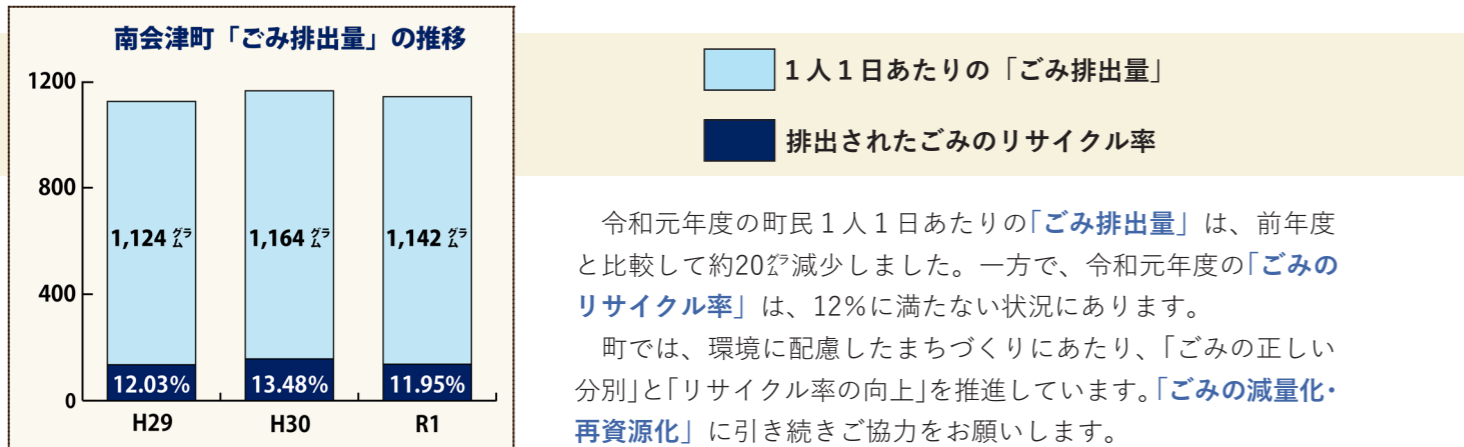 南会津町「ごみ排出量」の推移
1200
800
400
0
1,124 グラム
1,164 グラム
1,142 グラム
12.03%
13.48%
11.95%
H29
H30
R1
1人1日あたりの「ごみ排出量」
排出されたごみのリサイクル率
令和元年度の町民1人1日あたりの「ごみ排出量」は、前年度
と比較して約20グラム減少しました。一方で、令和元年度の「ごみの
リサイクル率」は、12%に満たない状況にあります。
町では、環境に配慮したまちづくりにあたり、「ごみの正しい
分別」と「リサイクル率の向上」を推進しています。「ごみの減量化・
再資源化」に引き続きご協力をお願いします。